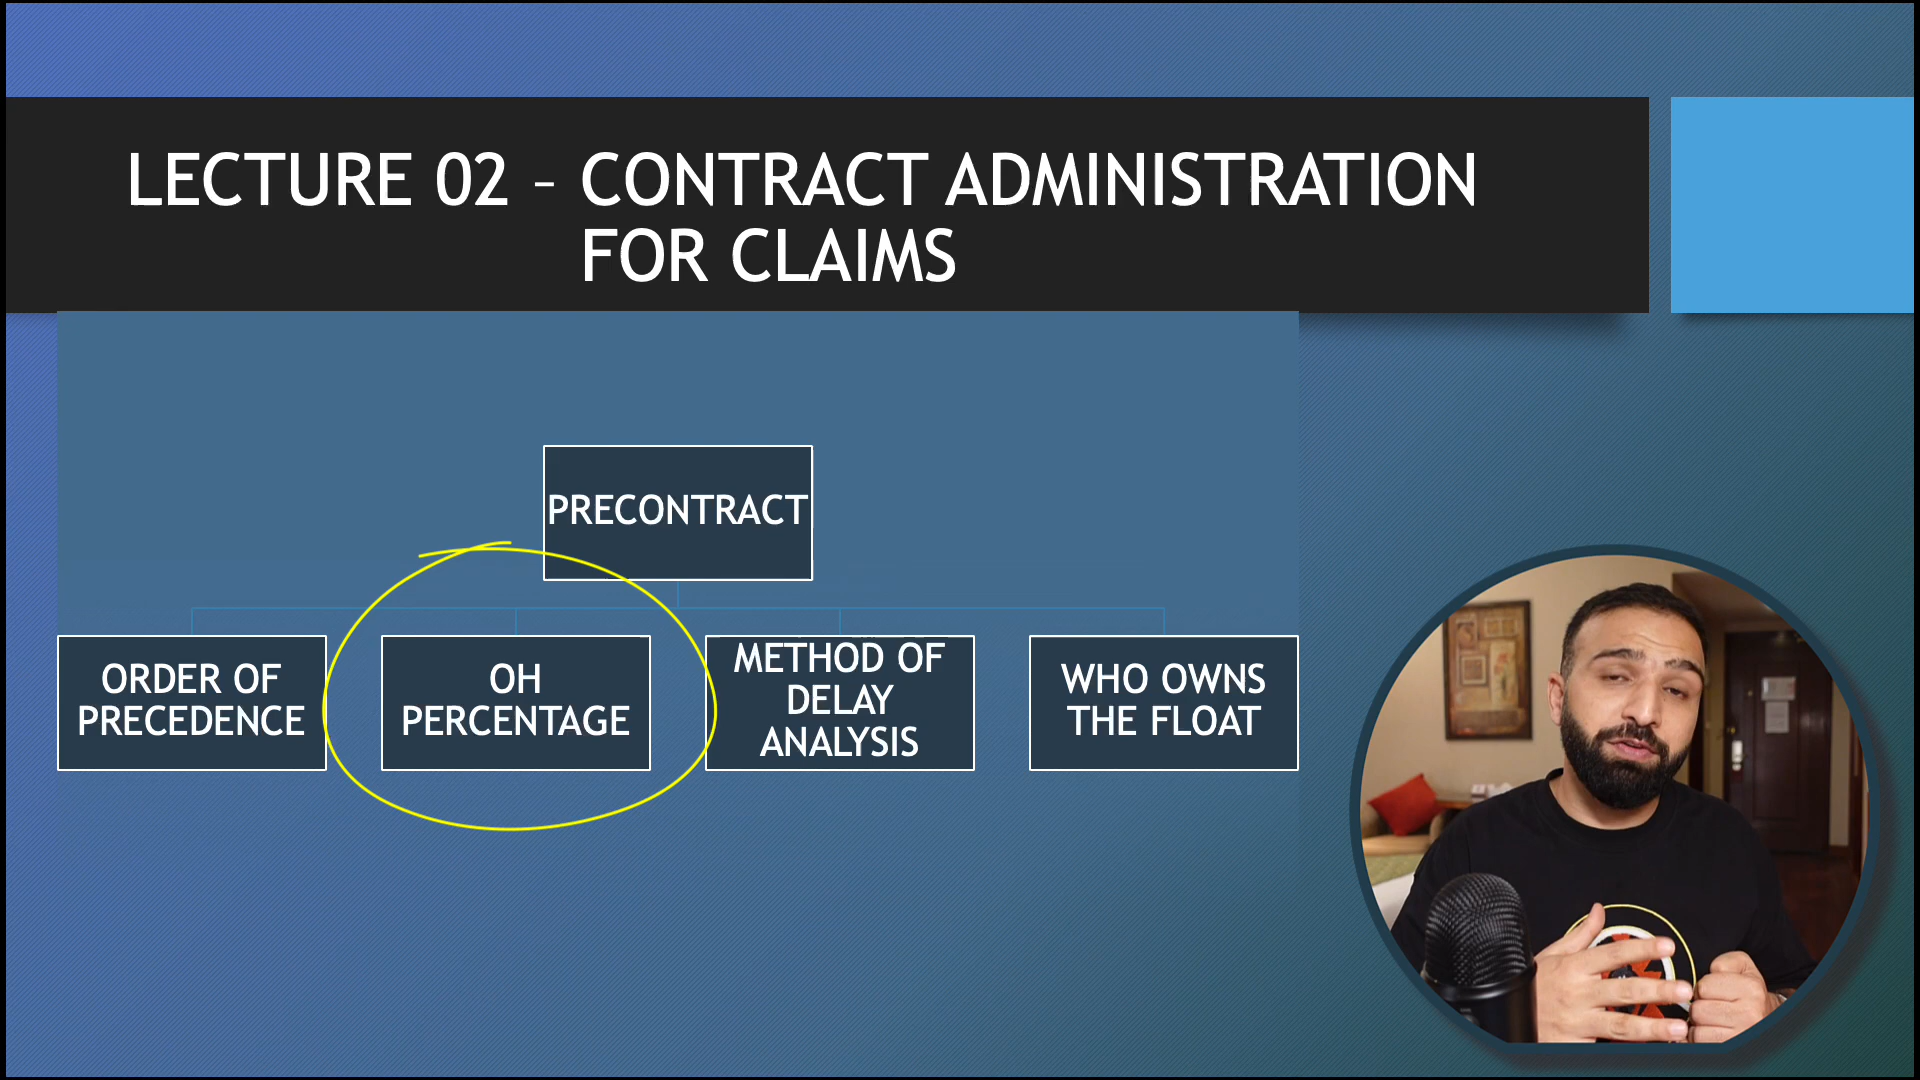 LECTURE 02 – CONTRACT ADMINISTRATION
FOR CLAIMS
PRECONTRACT
ORDER OF
PRECEDENCE
OH
PERCENTAGE
METHOD OF
DELAY
ANALYSIS
WHO OWNS
THE FLOAT